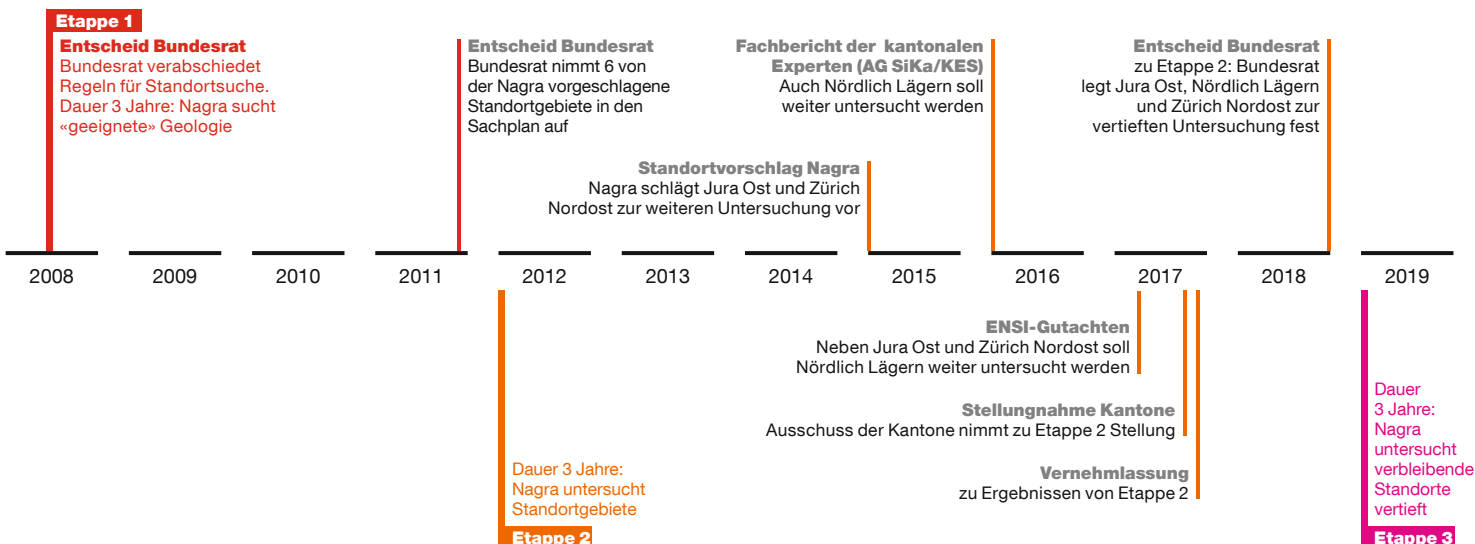 Etappe 1
Entscheid Bundesrat
Bundesrat verabschiedet
Regeln für Standortsuche.
Dauer 3 Jahre: Nagra sucht
«geeignete» Geologie
Entscheid Bundesrat
Bundesrat nimmt 6 von
der Nagra vorgeschlagene
Standortgebiete in den
Sachplan auf
Fachbericht der kantonalen
Experten (AG SiKa/KES)
Auch Nördlich Lägern soll
weiter untersucht werden
Entscheid Bundesrat
zu Etappe 2: Bundesrat
legt Jura Ost, Nördlich Lägern
und Zürich Nordost zur
vertieften Untersuchung fest
Standortvorschlag Nagra
Nagra schlägt Jura Ost und Zürich
Nordost zur weiteren Untersuchung vor
2008 2009 2010 2011 2012 2013 2014 2015 2016 2017 2018 2019
ENSI-Gutachten
Neben Jura Ost und Zürich Nordost soll
Nördlich Lägern weiter untersucht werden
Stellungnahme Kantone
Ausschuss der Kantone nimmt zu Etappe 2 Stellung
Vernehmlassung
zu Ergebnissen von Etappe 2
Dauer 3 Jahre:
Nagra untersucht
Standortgebiete
Etappe 2
Dauer
3 Jahre:
Nagra
untersucht
verbleibende
Standorte
vertieft
Etappe 3